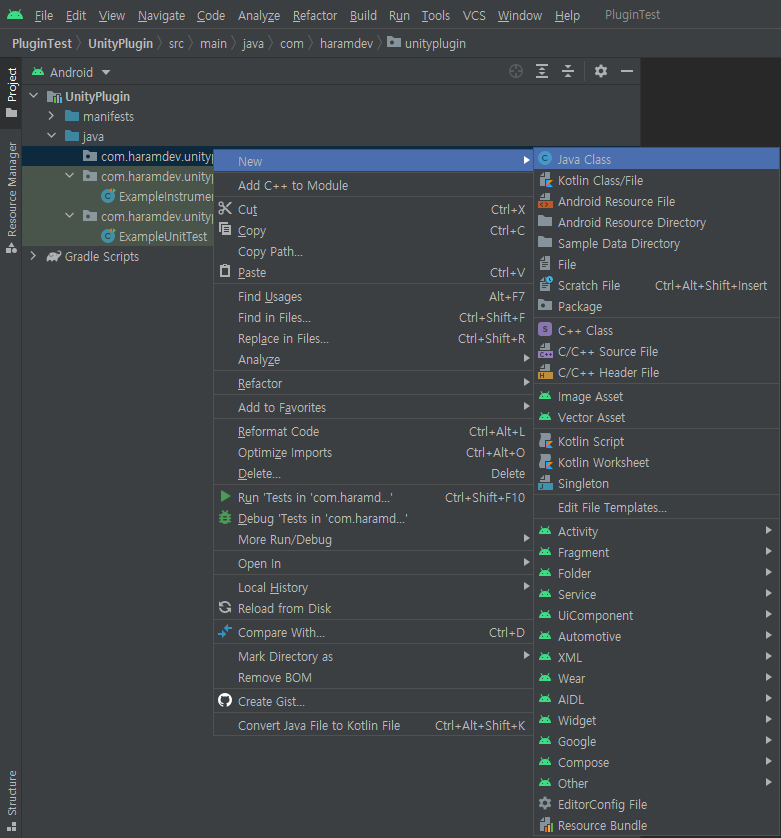 File Edit View Navigate Code Analyze Refactor Build Run Tools VCS Window Help PluginTest
PluginTest UnityPlugin src main java com haramdev unityplugin
Project
Resource Manager
Structure
Android
UnityPlugin
manifests
java
com.haramdev.unityp
com.haramdev.unityp
ExampleInstrumen
com.haramdev.unityp
ExampleUnitTest
Gradle Scripts
New
Add C++ to Module
Cut Ctrl+X
Copy Ctrl+C
Copy Path...
Paste Ctrl+V
Find Usages Alt+F7
Find in Files... Ctrl+Shift+F
Replace in Files... Ctrl+Shift+R
Analyze
Refactor
Add to Favorites
Reformat Code Ctrl+Alt+L
Optimize Imports Ctrl+Alt+O
Delete... Delete
Run 'Tests in 'com.haramd...' Ctrl+Shift+F10
Debug 'Tests in 'com.haramd...'
More Run/Debug
Open In
Local History
Reload from Disk
Compare With... Ctrl+D
Mark Directory as
Remove BOM
Create Gist...
Convert Java File to Kotlin File Ctrl+Alt+Shift+K
Java Class
Kotlin Class/File
Android Resource File
Android Resource Directory
Sample Data Directory
File
Scratch File Ctrl+Alt+Shift+Insert
Package
C++ Class
C/C++ Source File
C/C++ Header File
Image Asset
Vector Asset
Kotlin Script
Kotlin Worksheet
Singleton
Edit File Templates...
Activity
Fragment
Folder
Service
UiComponent
Automotive
XML
Wear
AIDL
Widget
Google
Compose
Other
EditorConfig File
Resource Bundle